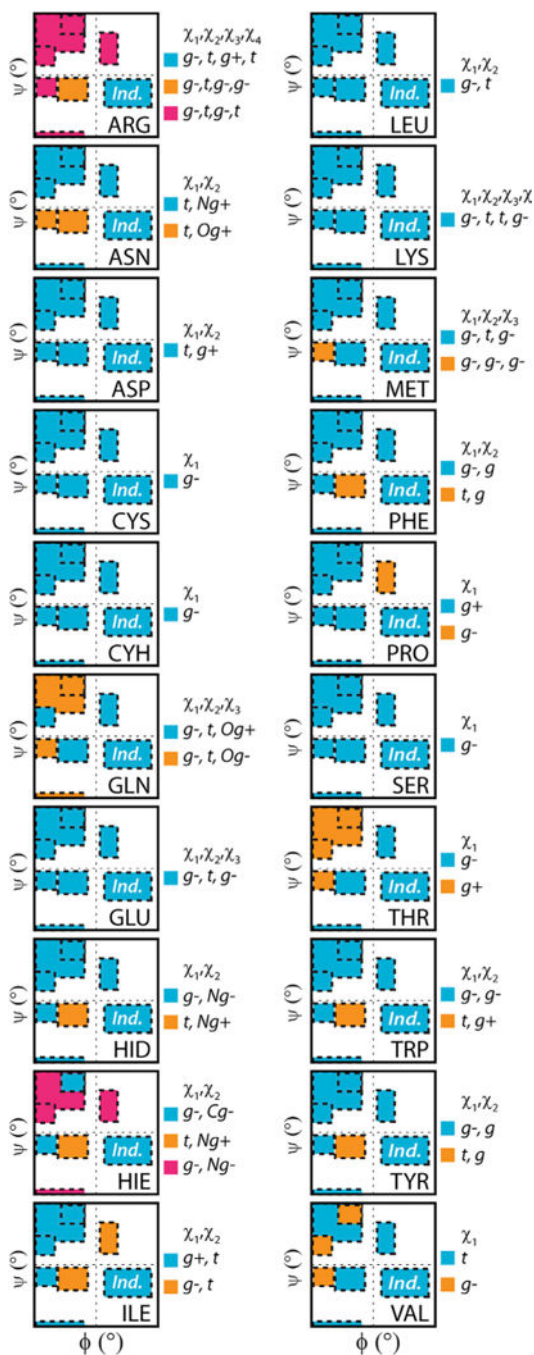 ψ (°)
Ind.
ARG
χ1,χ2,χ3,χ4
g-, t, g+, t
g-,t,g-,g-
g-,t,g-,t
ψ (°)
Ind.
ASN
χ1,χ2
t, Ng+
t, Og+
ψ (°)
Ind.
ASP
χ1,χ2
t, g+
ψ (°)
Ind.
CYS
χ1
g-
ψ (°)
Ind.
CYH
χ1
g-
ψ (°)
Ind.
GLN
χ1,χ2,χ3
g-, t, Og+
g-, t, Og-
ψ (°)
Ind.
GLU
χ1,χ2,χ3
g-, t, g-
ψ (°)
Ind.
HID
χ1,χ2
g-, Ng-
t, Ng+
ψ (°)
Ind.
HIE
χ1,χ2
g-, Cg-
t, Ng+
g-, Ng-
ψ (°)
Ind.
ILE
χ1,χ2
g+, t
g-, t
ϕ (°)
ψ (°)
Ind.
LEU
χ1,χ2
g-, t
ψ (°)
Ind.
LYS
χ1,χ2,χ3,χ
g-, t, t, g-
ψ (°)
Ind.
MET
χ1,χ2,χ3
g-, t, g-
g-, g-, g-
ψ (°)
Ind.
PHE
χ1,χ2
g-, g
t, g
ψ (°)
Ind.
PRO
χ1
g+
g-
ψ (°)
Ind.
SER
χ1
g-
ψ (°)
Ind.
THR
χ1
g-
g+
ψ (°)
Ind.
TRP
χ1,χ2
g-, g-
t, g+
ψ (°)
Ind.
TYR
χ1,χ2
g-, g
t, g
ψ (°)
Ind.
VAL
χ1
t
g-
ϕ (°)